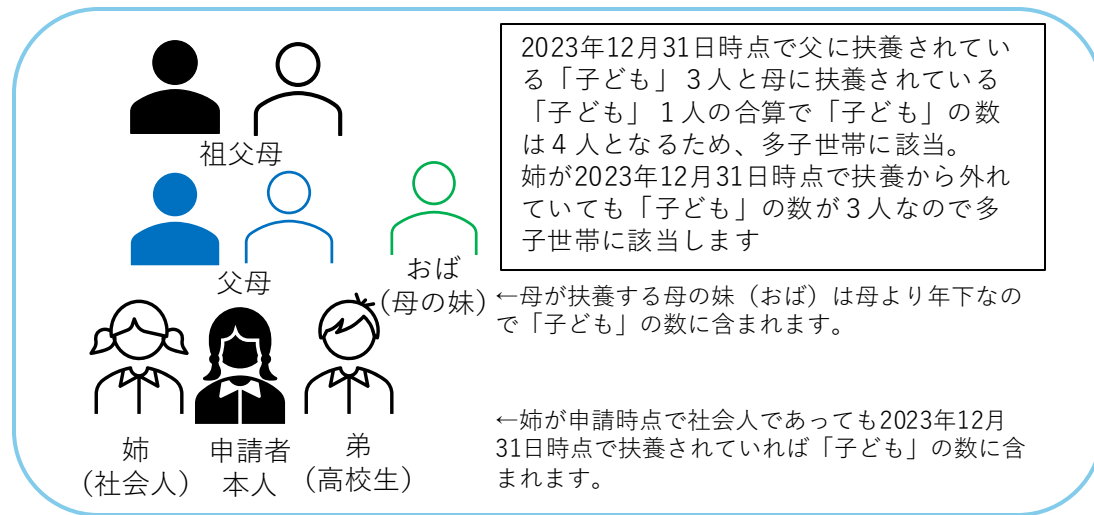 2023年12月31日時点で父に扶養されてい
る「子ども」３人と母に扶養されている
「子ども」１人の合算で「子ども」の数
は４人となるため、多子世帯に該当。
姉が2023年12月31日時点で扶養から外れ
ていても「子ども」の数が３人なので多
子世帯に該当します
祖父母
父母
おば
(母の妹)
←母が扶養する母の妹（おば）は母より年下なの
で「子ども」の数に含まれます。
姉
(社会人)
申請者
本人
弟
(高校生)
←姉が申請時点で社会人であっても2023年12月
31日時点で扶養されていれば「子ども」の数に含
まれます。